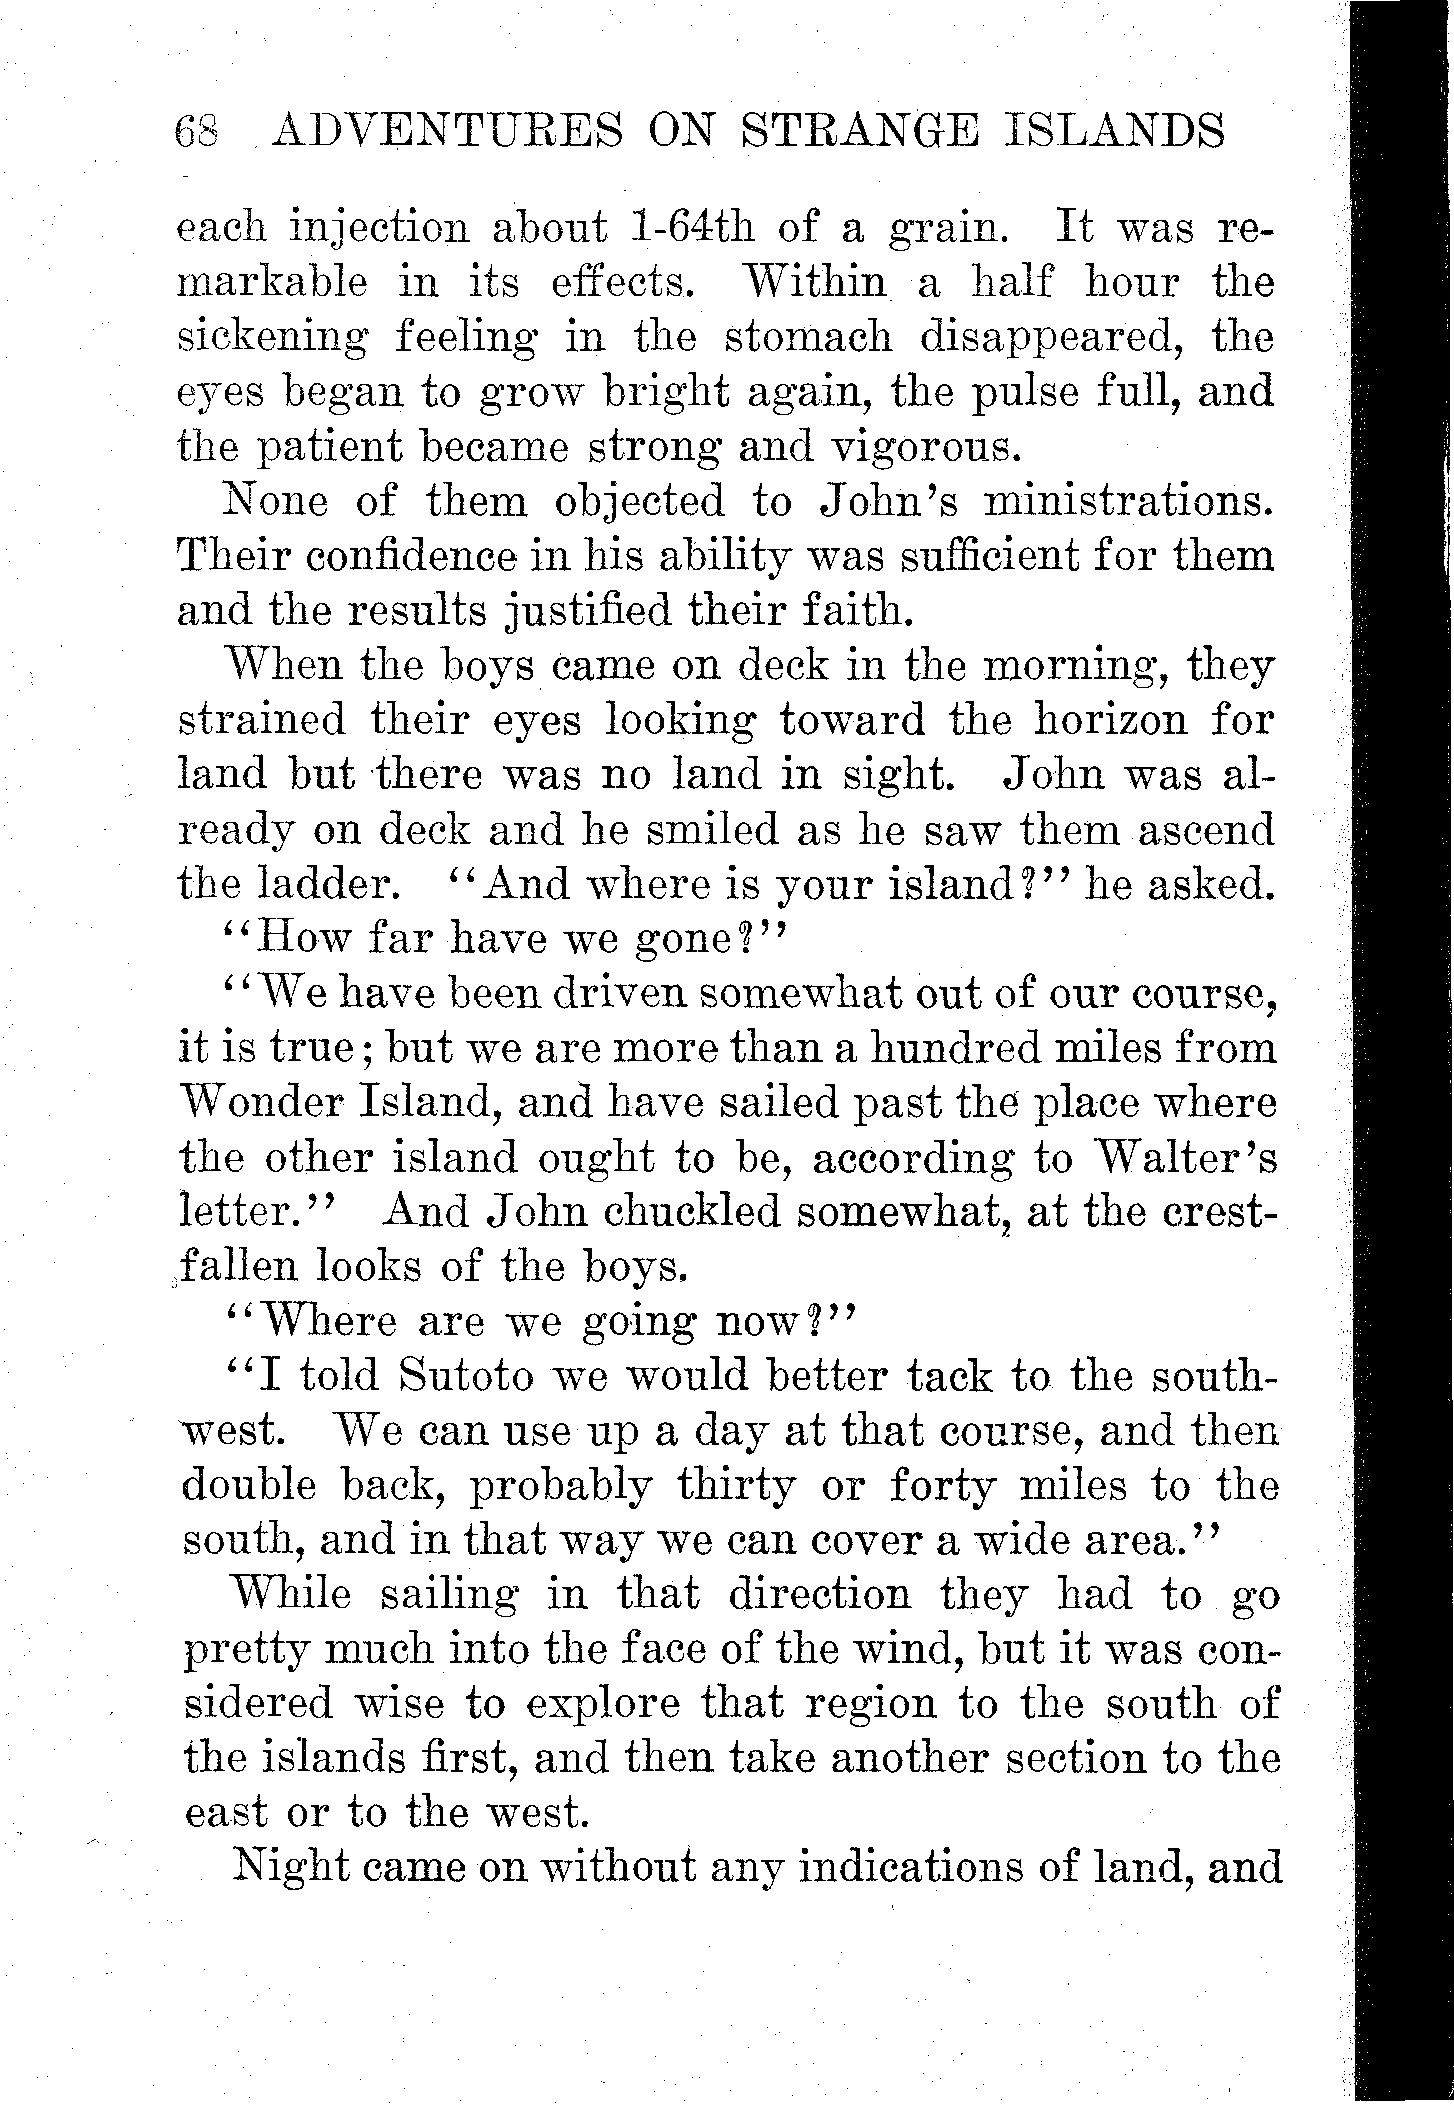 68 ADVENTURES ON STRANGE ISLANDS
each injection about 1-64th of a grain. It was re-
markable in its effects. Within a half hour the
sickening feeling in the stomach disappeared, the
eyes began to grow bright again, the pulse full, and
the patient became strong and vigorous.
None of them objected to John's ministrations.
Their confidence in his ability was sufficient for them
and the results justified their faith.
When the boys came on deck in the morning, they
strained their eyes looking toward the horizon for
land but there was no land in sight. John was al-
ready on deck and he smiled as he saw them ascend
the ladder. "And where is your island?" he asked.
"How far have we gone?"
"We have been driven somewhat out of our course,
it is true; but we are more than a hundred miles from
Wonder Island, and have sailed past the place where
the other island ought to be, according to Walter's
letter." And John chuckled somewhat, at the crest-
fallen looks of the boys.
"Where are we going now?"
"I told Sutoto we would better tack to the south-
west. We can use up a day at that course, and then
double back, probably thirty or forty miles to the
south, and in that way we can cover a wide area."
While sailing in that direction they had to go
pretty much into the face of the wind, but it was con-
sidered wise to explore that region to the south of
the islands first, and then take another section to the
east or to the west.
Night came on without any indications of land, and